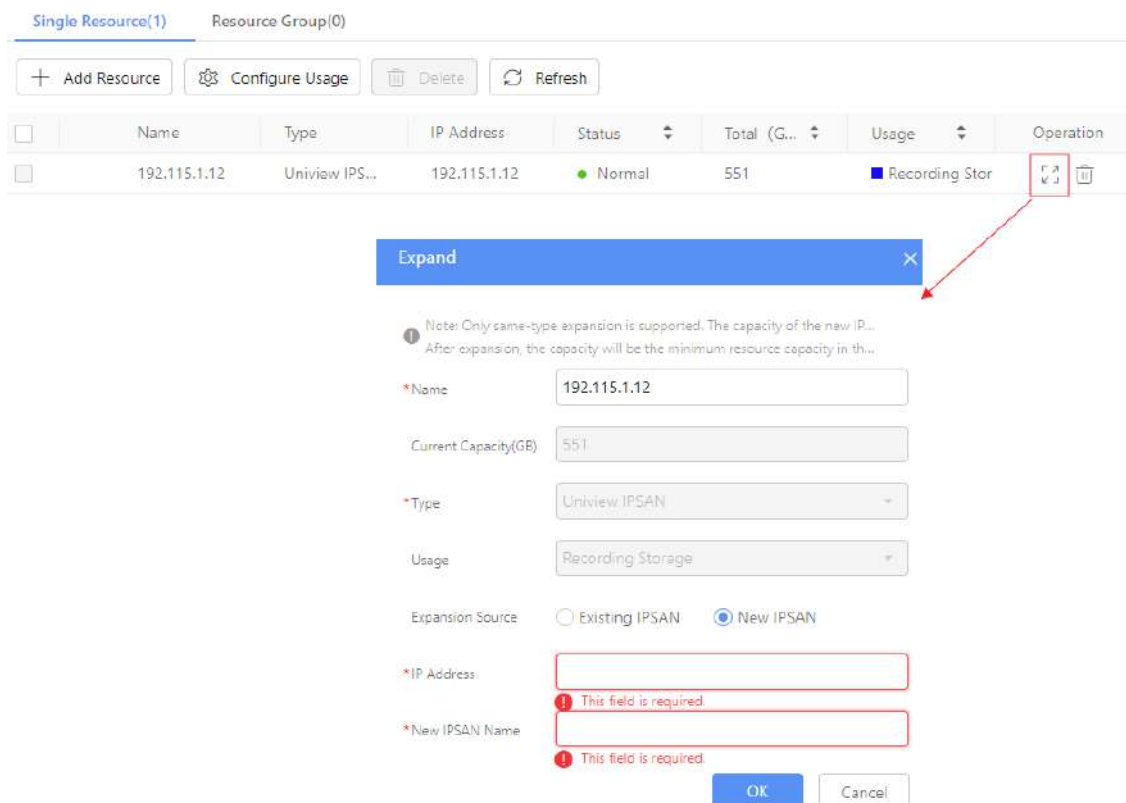 Single Resource(1) Resource Group(0)
Add Resource Configure Usage Delete Refresh
Name Type IP Address Status Total (G... Usage Operation
192.115.1.12 Uniview IPS... 192.115.1.12 Normal 551 Recording Stor
Expand
Note: Only same-type expansion is supported. The capacity of the new IP...
After expansion, the capacity will be the minimum resource capacity in th...
*Name 192.115.1.12
Current Capacity(GB) 551
*Type Uniview IPSAN
Usage Recording Storage
Expansion Source Existing IPSAN New IPSAN
*IP Address
This field is required.
*New IPSAN Name
This field is required.
OK Cancel